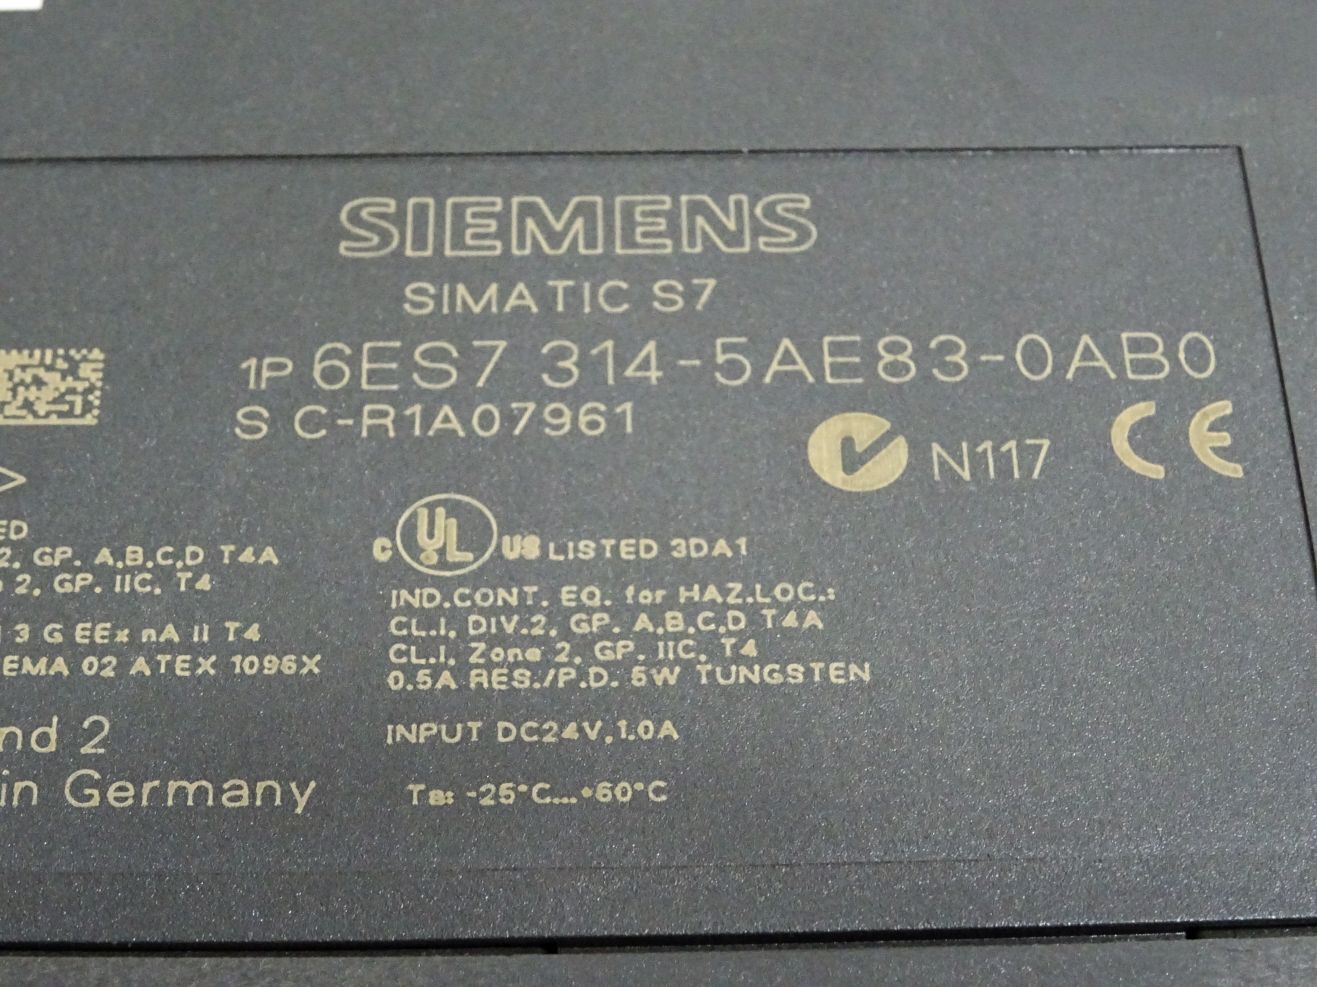 SIEMENS
SIMATIC S7
1P 6ES7 314-5AE83-0AB0
S C-R1A07961
N117 CE
C UL US LISTED 3DA1
2, GP. A,B,C,D T4A
2, GP. IIC, T4
3 G EEx nA II T4
EMA 02 ATEX 1096X
IND.CONT. EQ. for HAZ.LOC.:
CL.I, DIV.2, GP. A,B,C,D T4A
CL.I, Zone 2, GP. IIC, T4
0.5A RES./P.D. 5W TUNGSTEN
INPUT DC24V,1.0A
nd 2
in Germany
Ta: -25°C...+60°C